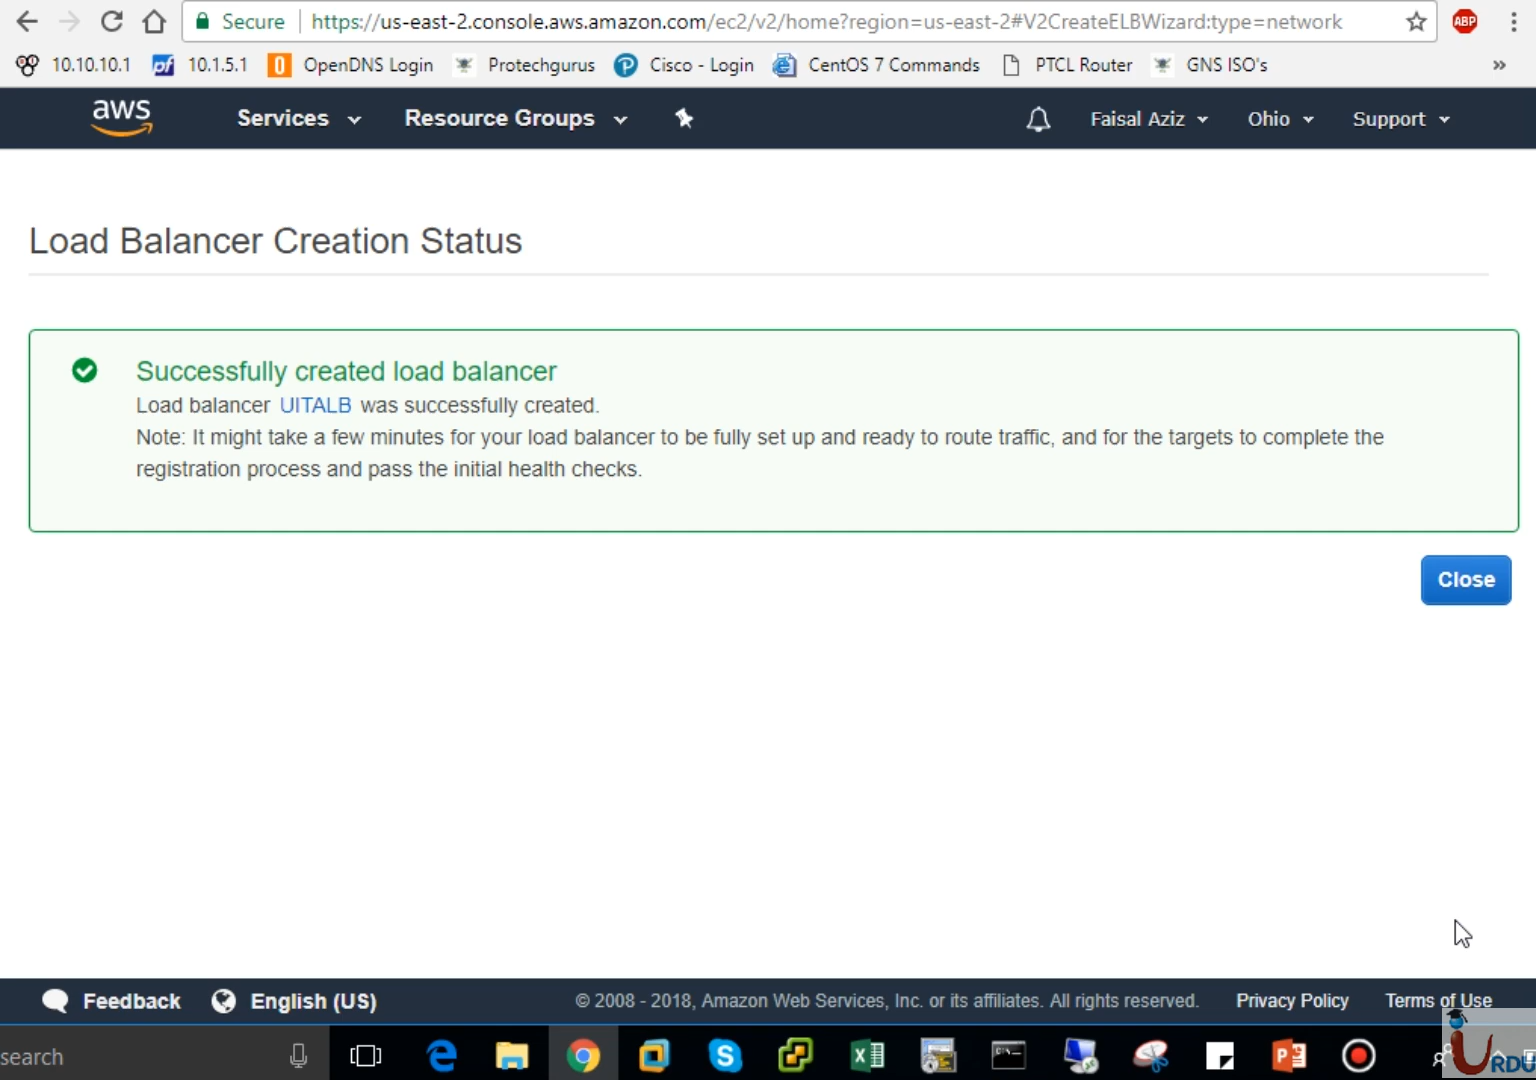 Secure https://us-east-2.console.aws.amazon.com/ec2/v2/home?region=us-east-2#V2CreateELBWizard:type=network ABP
10.10.10.1 pf 10.1.5.1 OpenDNS Login Protechgurus Cisco - Login CentOS 7 Commands PTCL Router GNS ISO's »
aws Services Resource Groups Faisal Aziz Ohio Support
Load Balancer Creation Status
Successfully created load balancer
Load balancer UITALB was successfully created.
Note: It might take a few minutes for your load balancer to be fully set up and ready to route traffic, and for the targets to complete the
registration process and pass the initial health checks.
Close
Feedback English (US) © 2008 - 2018, Amazon Web Services, Inc. or its affiliates. All rights reserved. Privacy Policy Terms of Use
search
URDU